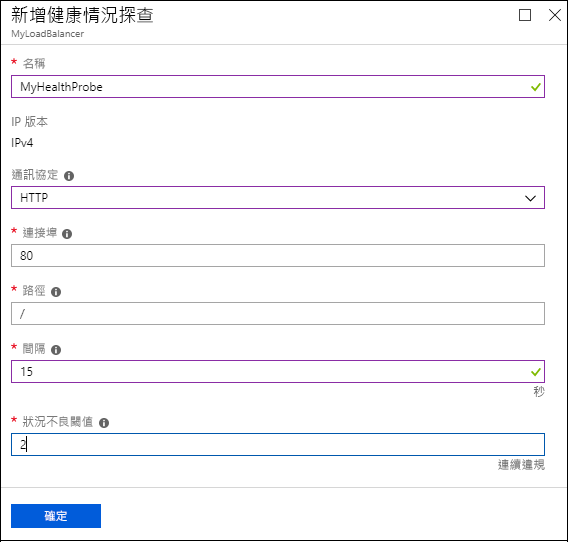 新增健康情況探查
MyLoadBalancer
* 名稱
MyHealthProbe
IP 版本
IPv4
通訊協定
HTTP
* 連接埠
80
* 路徑
/
* 間隔
15
秒
* 狀況不良閾值
2
連續違規
確定